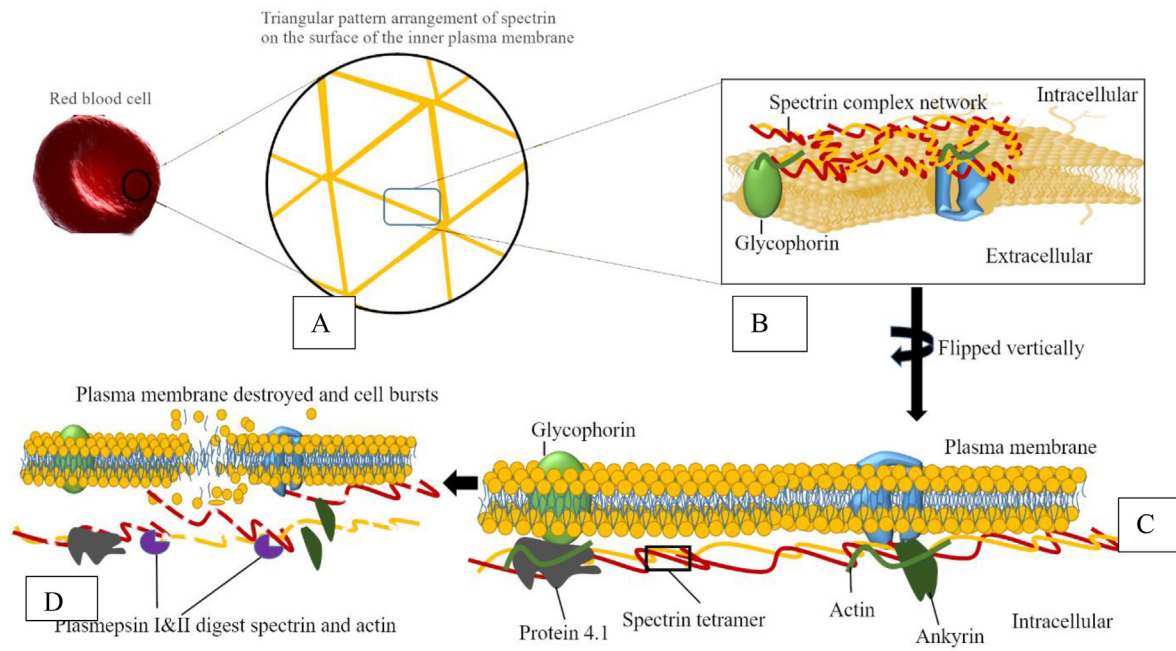 Triangular pattern arrangement of spectrin
on the surface of the inner plasma membrane
Red blood cell
A
Spectrin complex network
Intracellular
Glycophorin
Extracellular
B
Flipped vertically
Plasma membrane
Glycophorin
C
Protein 4.1
Spectrin tetramer
Actin
Ankyrin
Intracellular
Plasma membrane destroyed and cell bursts
D
Plasmepsin I&II digest spectrin and actin